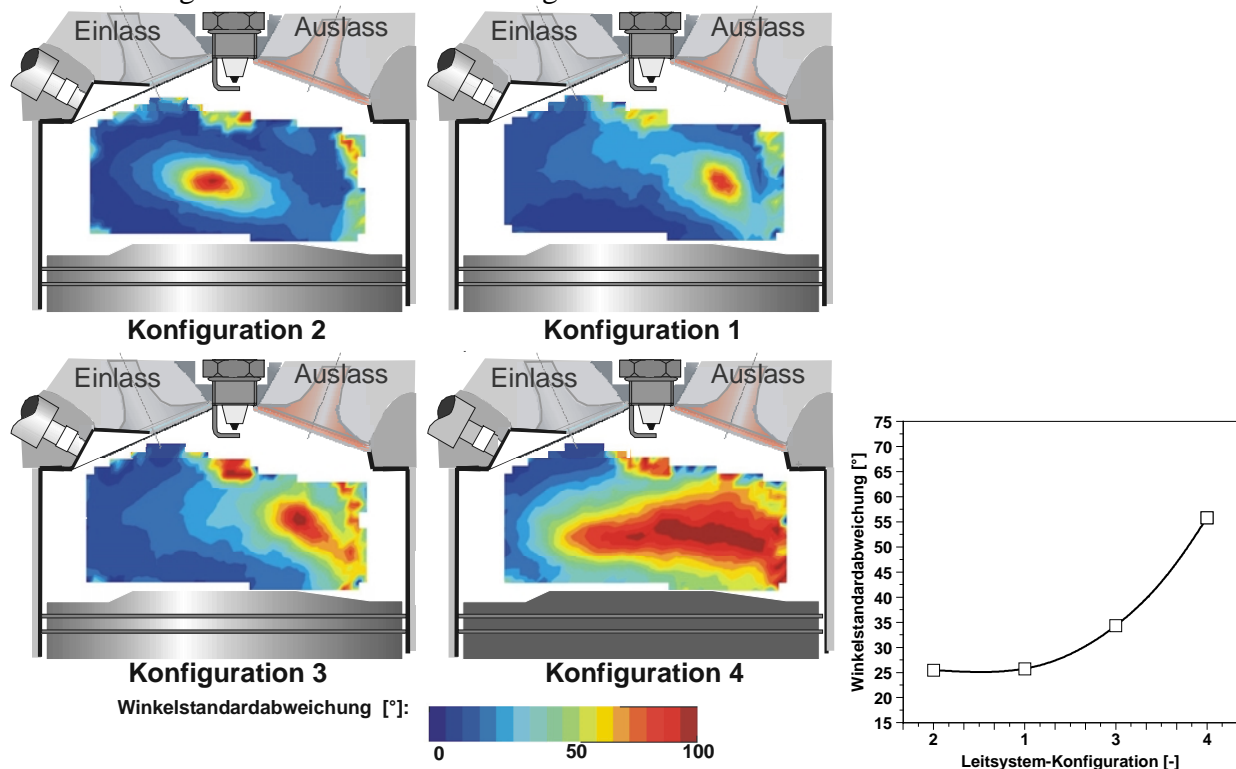 Einlass Auslass
Einlass Auslass
Konfiguration 2
Konfiguration 1
Einlass Auslass
Einlass Auslass
Konfiguration 3
Konfiguration 4
Winkelstandardabweichung [°]:
0 50 100
Winkelstandardabweichung [°]
75
70
65
60
55
50
45
40
35
30
25
20
15
2 1 3 4
Leitsystem-Konfiguration [-]